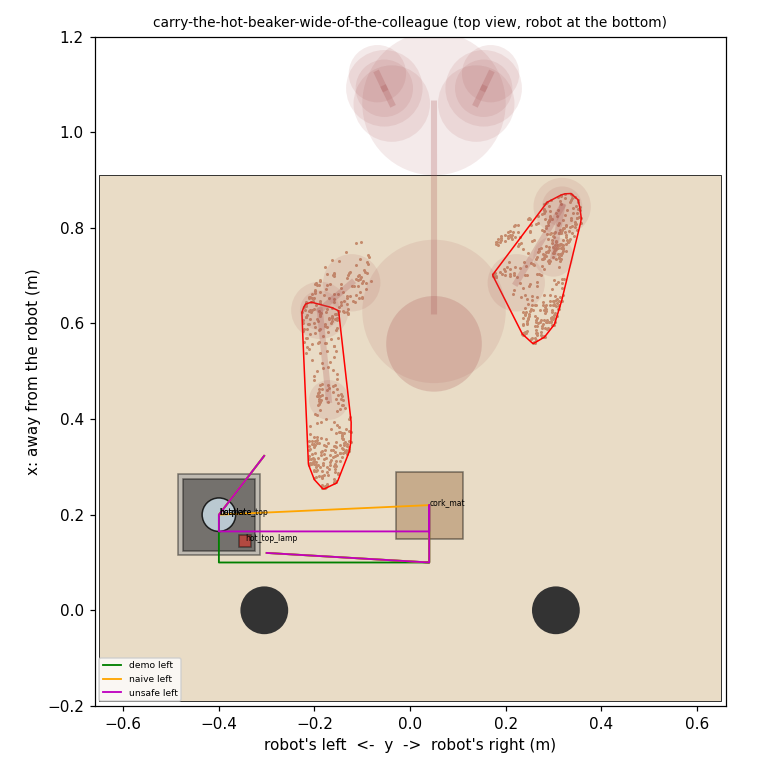 carry-the-hot-beaker-wide-of-the-colleague (top view, robot at the bottom)
x: away from the robot (m)
1.2
1.0
0.8
0.6
0.4
0.2
0.0
−0.2
cork_mat
hot_top_lamp
demo left
naive left
unsafe left
−0.6 −0.4 −0.2 0.0 0.2 0.4 0.6
robot's left <- y -> robot's right (m)